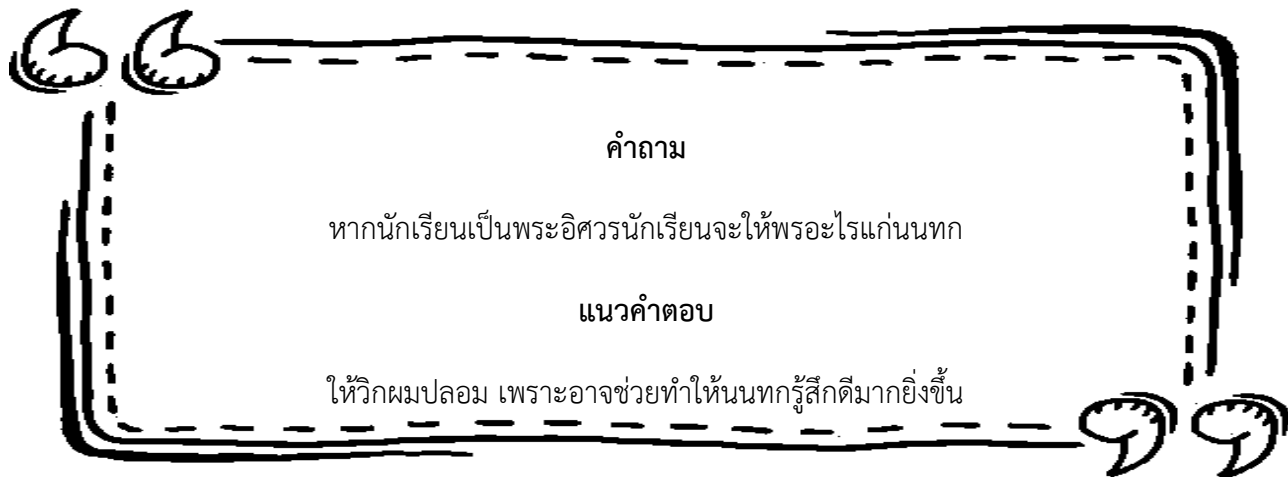 คำถาม
หากนักเรียนเป็นพระอิศวรนักเรียนจะให้พรอะไรแก่นนทก
แนวคำตอบ
ให้วิกผมปลอม เพราะอาจช่วยทำให้นนทกรู้สึกดีมากยิ่งขึ้น